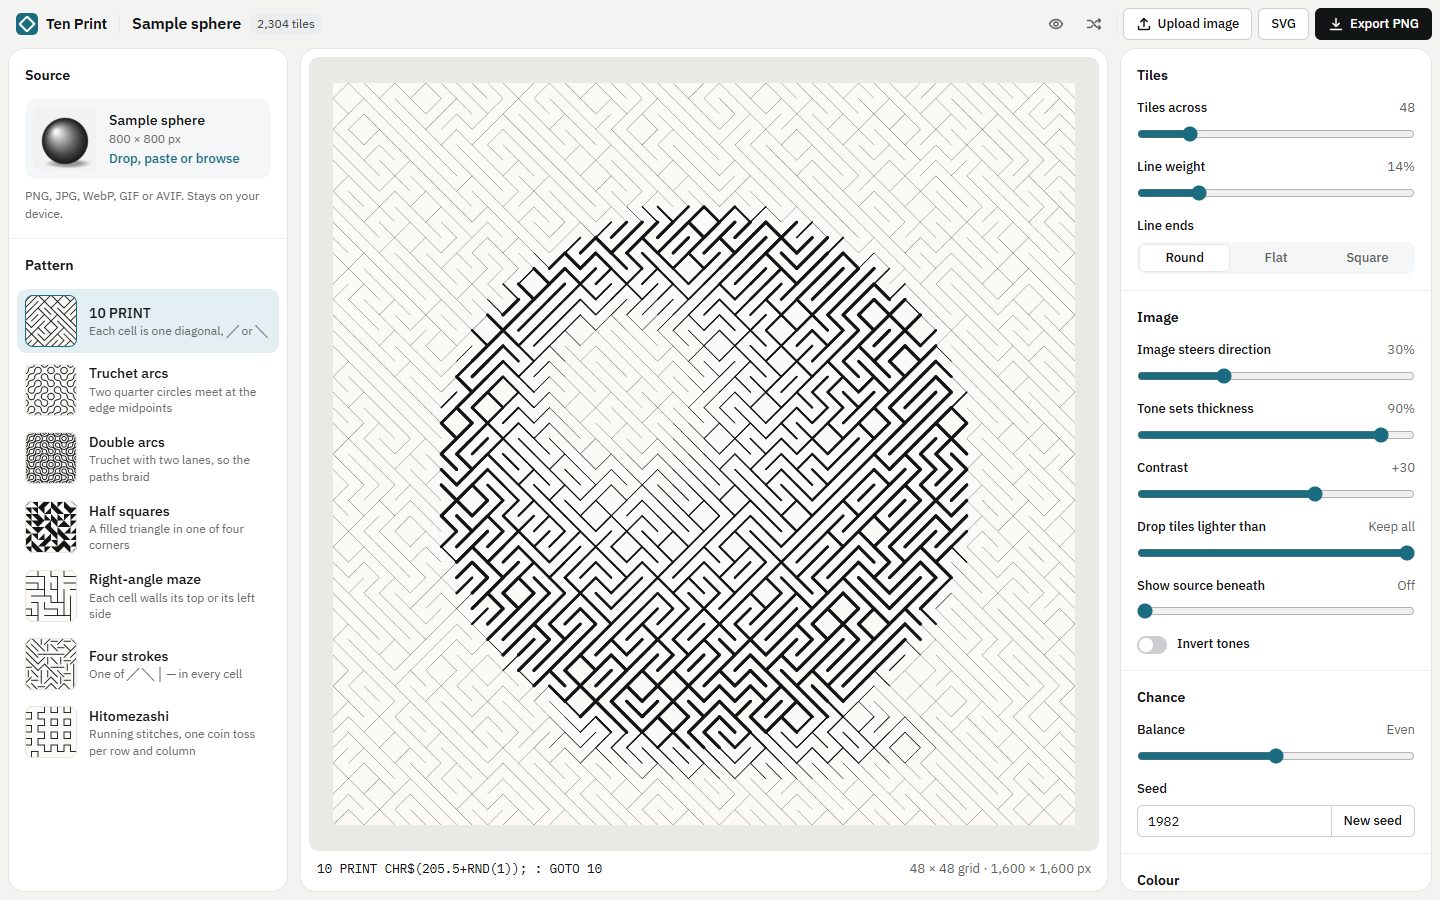 Ten Print
Sample sphere
2,304 tiles
Upload image
SVG
Export PNG
Source
Sample sphere
800 × 800 px
Drop, paste or browse
PNG, JPG, WebP, GIF or AVIF. Stays on your
device.
Pattern
10 PRINT
Each cell is one diagonal, ╱ or ╲
Truchet arcs
Two quarter circles meet at the
edge midpoints
Double arcs
Truchet with two lanes, so the
paths braid
Half squares
A filled triangle in one of four
corners
Right-angle maze
Each cell walls its top or its left
side
Four strokes
One of ╱ ╲ │ — in every cell
Hitomezashi
Running stitches, one coin toss
per row and column
10 PRINT CHR$(205.5+RND(1)); : GOTO 10
48 × 48 grid · 1,600 × 1,600 px
Tiles
Tiles across
48
Line weight
14%
Line ends
Round
Flat
Square
Image
Image steers direction
30%
Tone sets thickness
90%
Contrast
+30
Drop tiles lighter than
Keep all
Show source beneath
Off
Invert tones
Chance
Balance
Even
Seed
1982
New seed
Colour